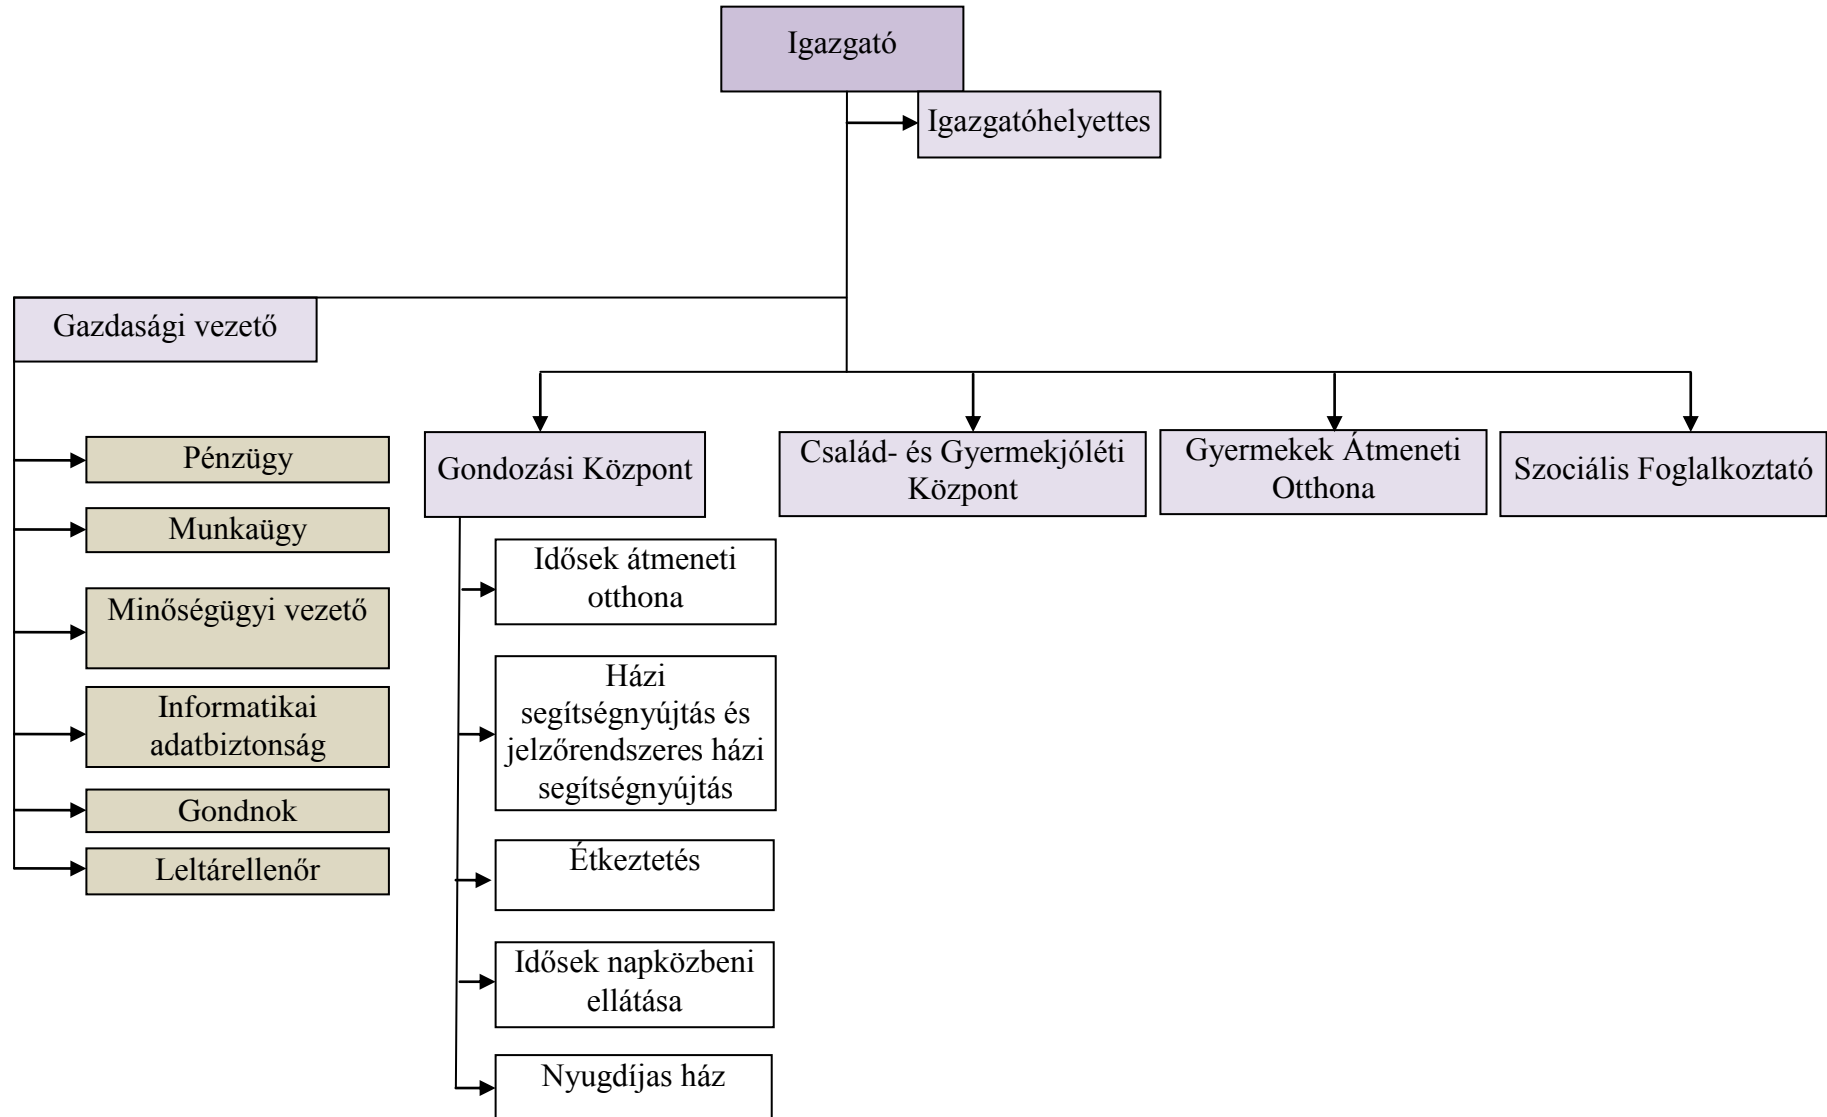 Igazgató
Igazgatóhelyettes
Gazdasági vezető
Pénzügy
Munkaügy
Minőségügyi vezető
Informatikai
adatbiztonság
Gondnok
Leltárellenőr
Gondozási Központ
Idősek átmeneti
otthona
Házi
segítségnyújtás és
jelzőrendszeres házi
segítségnyújtás
Étkeztetés
Idősek napközbeni
ellátása
Nyugdíjas ház
Család- és Gyermekjóléti
Központ
Gyermekek Átmeneti
Otthona
Szociális Foglalkoztató